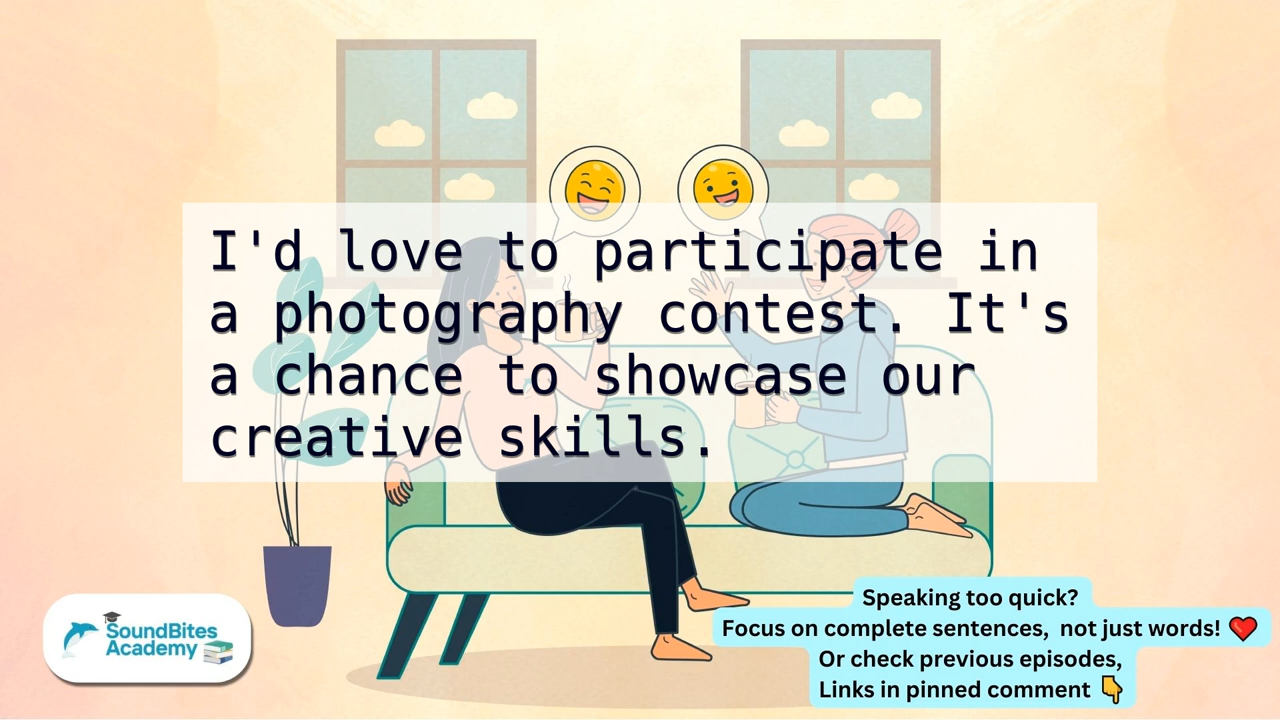 I'd love to participate in
a photography contest. It's
a chance to showcase our
creative skills.
SoundBites
Academy
Speaking too quick?
Focus on complete sentences, not just words! ❤️
Or check previous episodes,
Links in pinned comment 👇